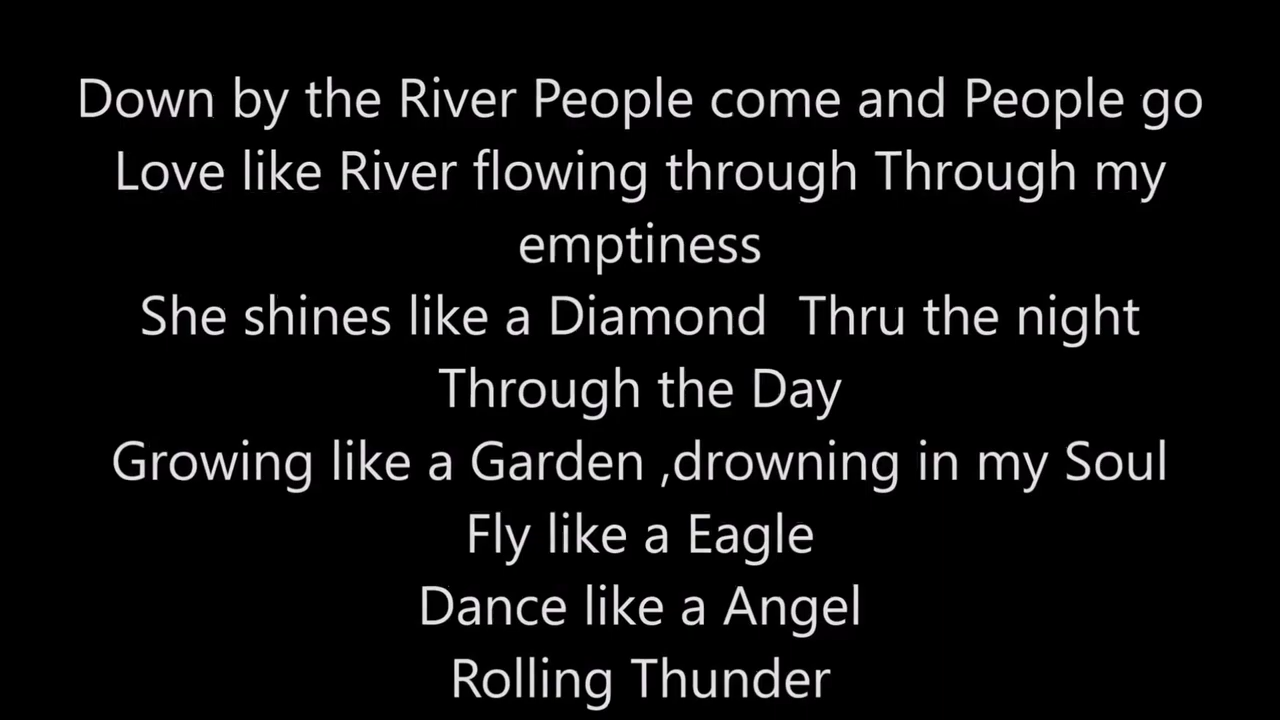 Down by the River People come and People go
Love like River flowing through Through my
emptiness
She shines like a Diamond  Thru the night
Through the Day
Growing like a Garden ,drowning in my Soul
Fly like a Eagle
Dance like a Angel
Rolling Thunder